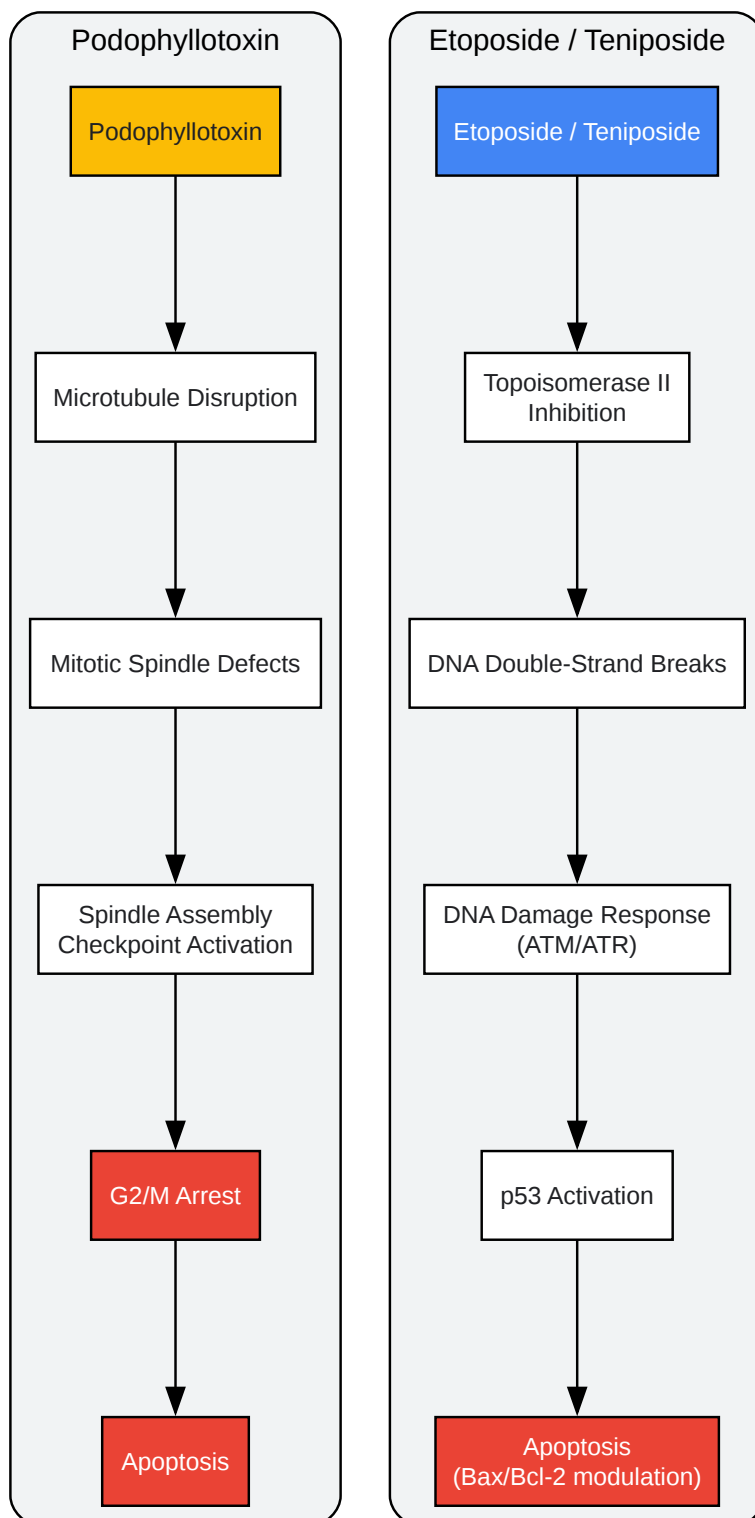 Podophyllotoxin
Podophyllotoxin
Microtubule Disruption
Mitotic Spindle Defects
Spindle Assembly
Checkpoint Activation
G2/M Arrest
Apoptosis
Etoposide / Teniposide
Etoposide / Teniposide
Topoisomerase II
Inhibition
DNA Double-Strand Breaks
DNA Damage Response
(ATM/ATR)
p53 Activation
Apoptosis
(Bax/Bcl-2 modulation)